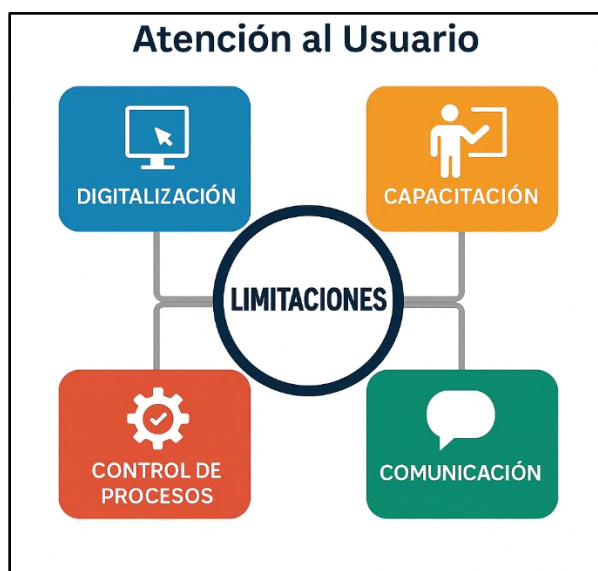 Atención al Usuario
DIGITALIZACIÓN
CAPACITACIÓN
LIMITACIONES
CONTROL DE
PROCESOS
COMUNICACIÓN